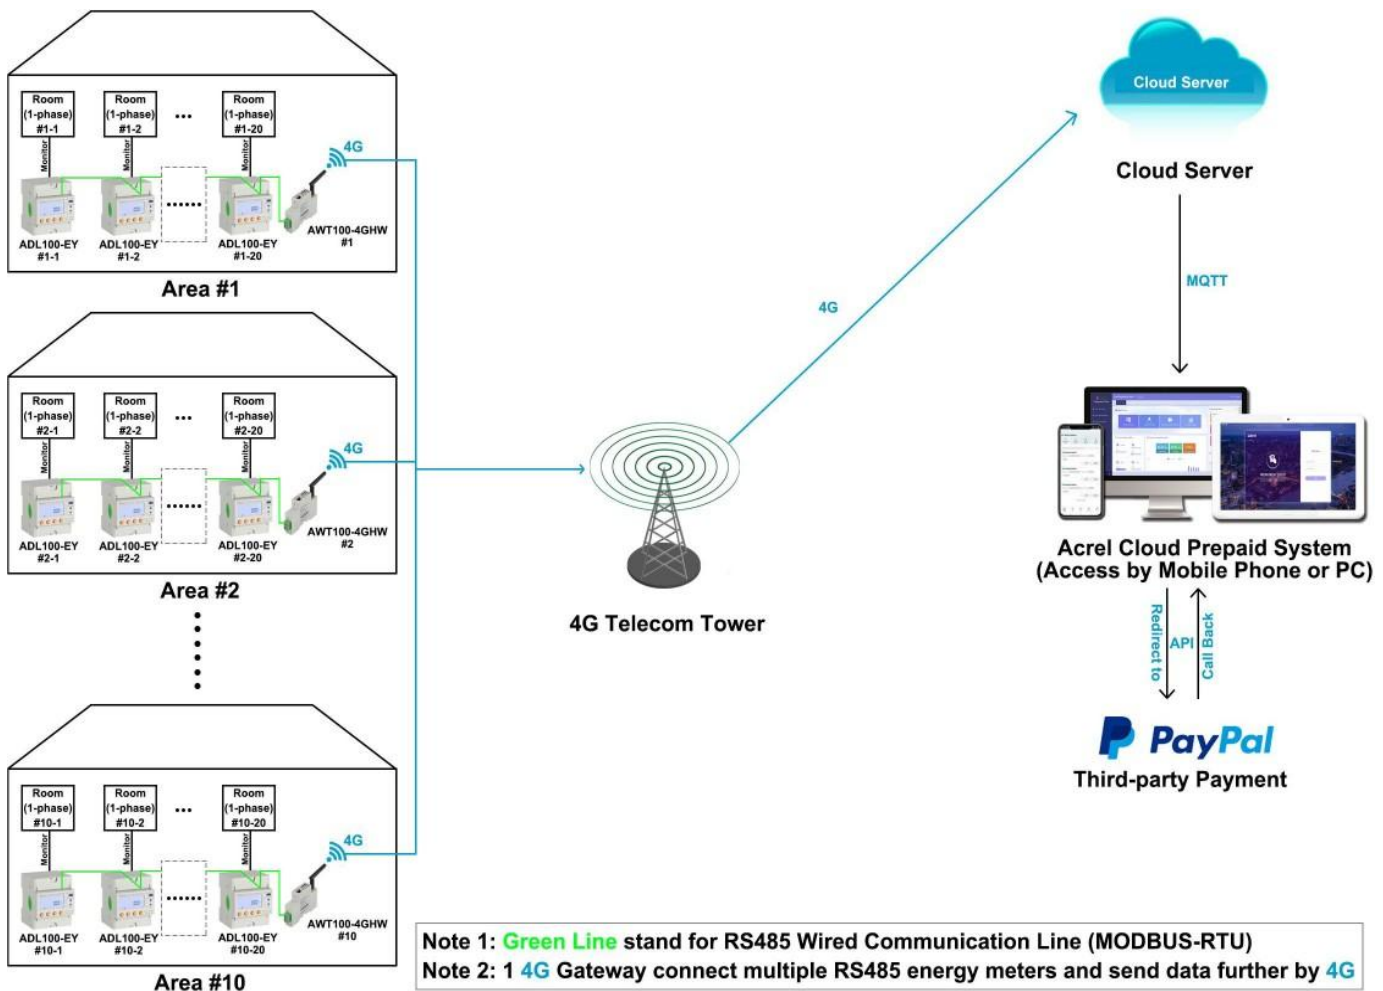 Room
(1-phase)
#1-1
Room
(1-phase)
#1-2
...
Room
(1-phase)
#1-20
Monitor
Monitor
Monitor
4G
......
ADL100-EY
#1-1
ADL100-EY
#1-2
ADL100-EY
#1-20
AWT100-4GHW
#1
Area #1
Room
(1-phase)
#2-1
Room
(1-phase)
#2-2
...
Room
(1-phase)
#2-20
Monitor
Monitor
Monitor
4G
......
ADL100-EY
#2-1
ADL100-EY
#2-2
ADL100-EY
#2-20
AWT100-4GHW
#2
Area #2
Room
(1-phase)
#10-1
Room
(1-phase)
#10-2
...
Room
(1-phase)
#10-20
Monitor
Monitor
Monitor
4G
......
ADL100-EY
#10-1
ADL100-EY
#10-2
ADL100-EY
#10-20
AWT100-4GHW
#10
Area #10
4G Telecom Tower
4G
Cloud Server
Cloud Server
MQTT
Acrel Cloud Prepaid System
(Access by Mobile Phone or PC)
Redirect to
API
Call Back
PayPal
Third-party Payment
Note 1: Green Line stand for RS485 Wired Communication Line (MODBUS-RTU)
Note 2: 1 4G Gateway connect multiple RS485 energy meters and send data further by 4G